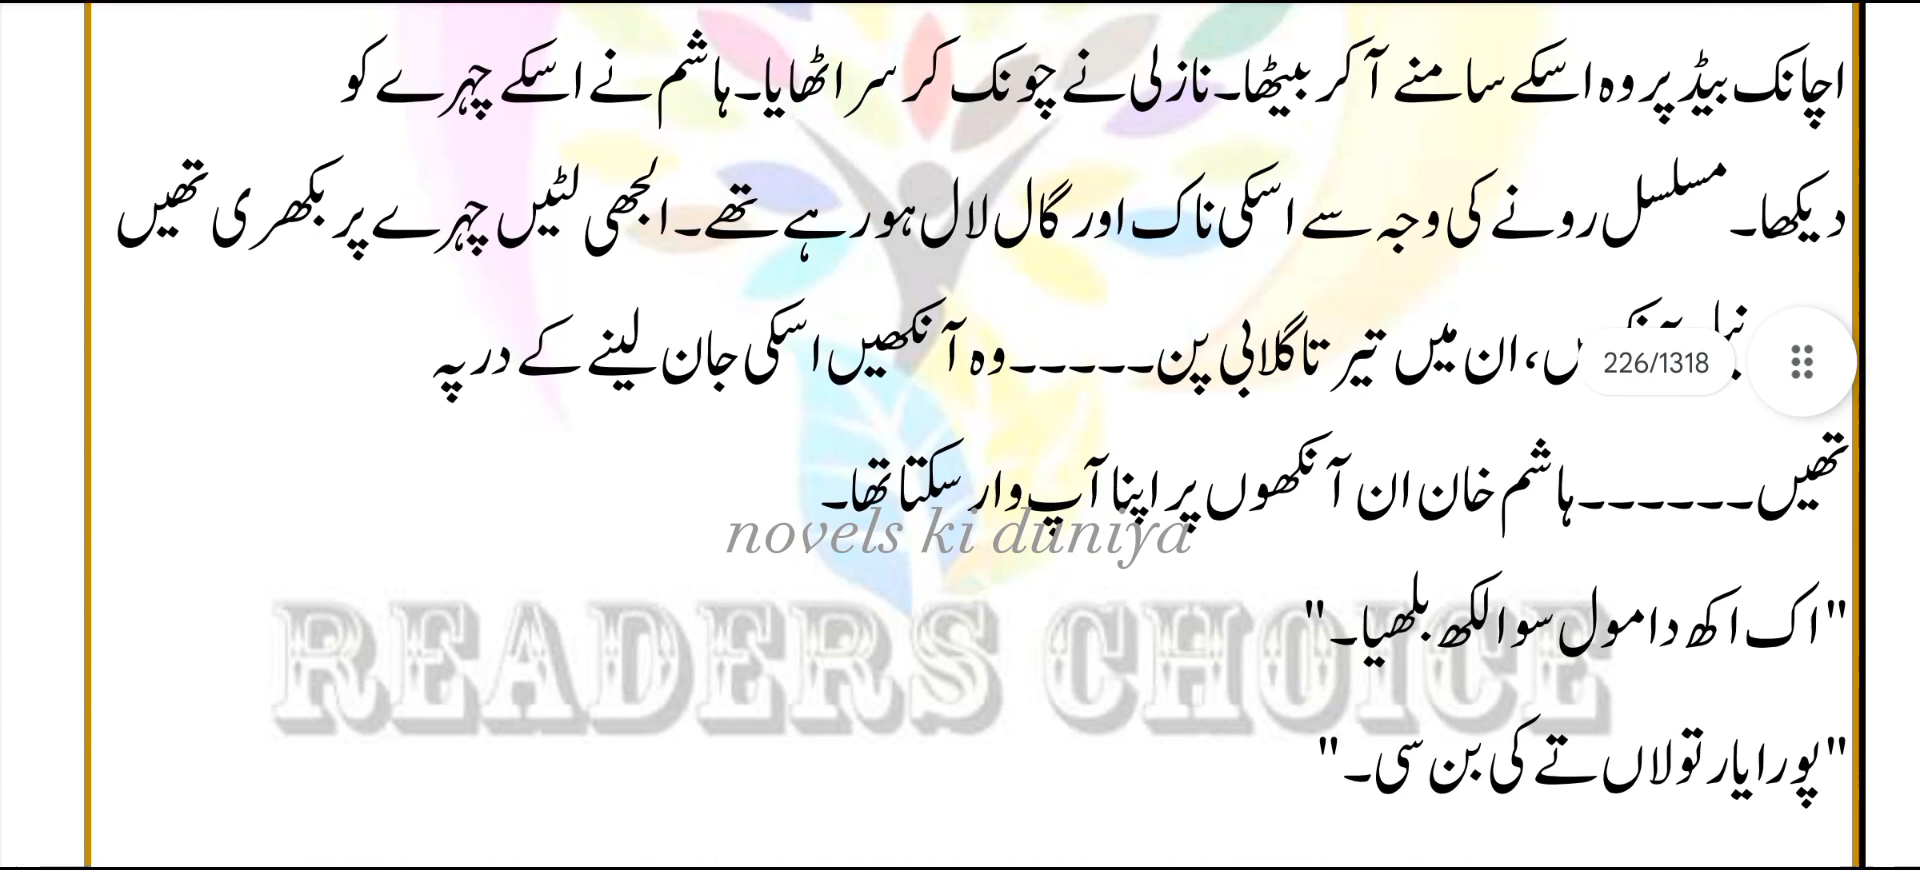 اچانک بیڈ پر وہ اسکے سامنے آ کر بیٹھا۔نازلی نے چونک کر سر اٹھایا۔ہاشم نے اسکے چہرے کو
دیکھا۔ مسلسل رونے کی وجہ سے اسکی ناک اور گال لال ہو رہے تھے۔الجھی لٹیں چہرے پر بکھری تھیں
، ان میں تیرتا گلابی پن۔۔۔۔۔وہ آنکھیں اسکی جان لینے کے درپہ
226/1318
تھیں۔۔۔۔۔۔ہاشم خان ان آنکھوں پر اپنا آپ وار سکتا تھا۔
novels ki duniya
"اک اکھ دا مول سوا لکھ بلھیا۔"
READERS CHOICE
"پورا یار تولاں تے کی بن سی۔"